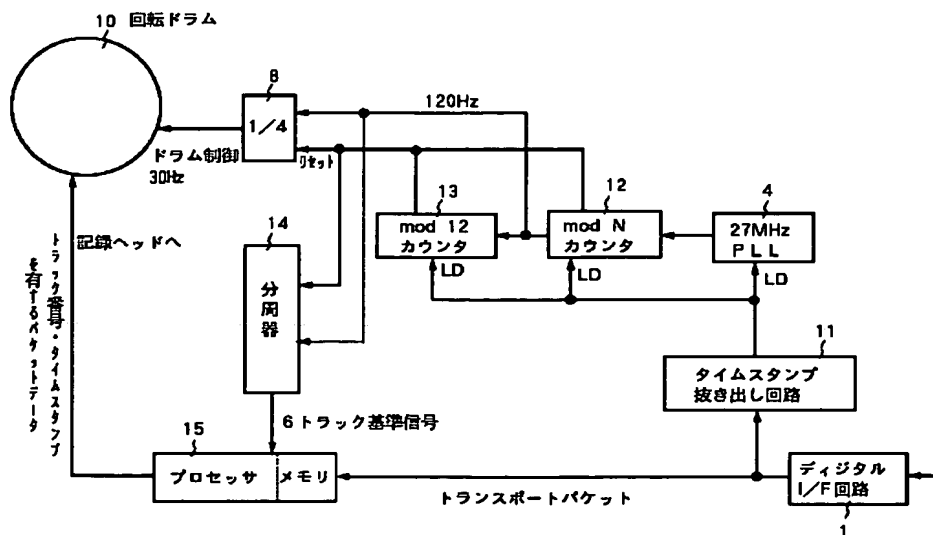 10 回転ドラム
8
1/4
120Hz
ドラム制御
30Hz
リセット
13
mod 12
カウンタ
LD
12
mod N
カウンタ
LD
4
27MHz
PLL
LD
14
分周器
記録ヘッドへ
トラック番号・タイムスタンプ
を有するパケットデータ
11
タイムスタンプ
抜き出し回路
6トラック基準信号
15
プロセッサ
メモリ
トランスポートパケット
ディジタル
I/F回路
1